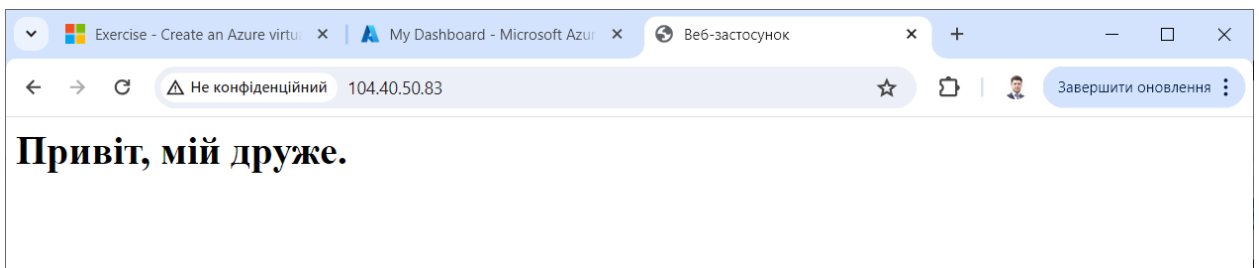 Exercise - Create an Azure virtu
My Dashboard - Microsoft Azur
Веб-застосунок
Не конфіденційний
104.40.50.83
Завершити оновлення
Привіт, мій друже.